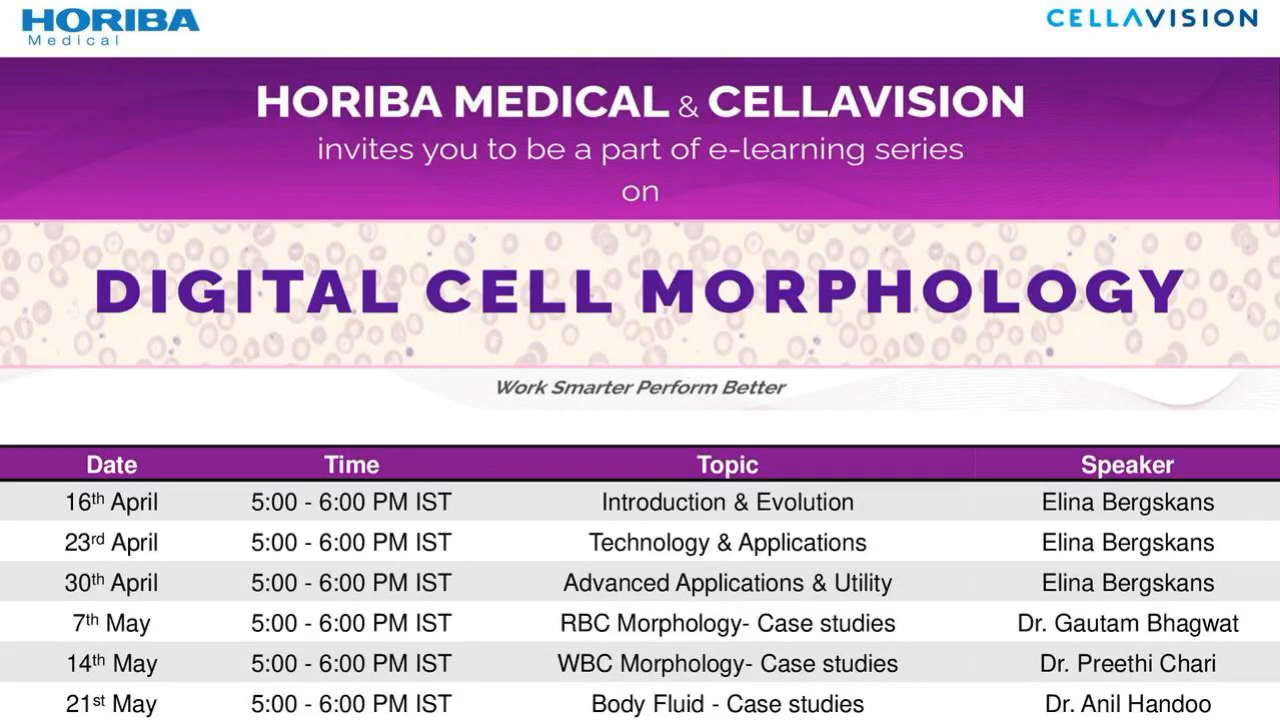 HORIBA
Medical
CELLAVISION
HORIBA MEDICAL & CELLAVISION
invites you to be a part of e-learning series
on
DIGITAL CELL MORPHOLOGY
Work Smarter Perform Better
Date Time Topic Speaker
16th April 5:00 - 6:00 PM IST Introduction & Evolution Elina Bergskans
23rd April 5:00 - 6:00 PM IST Technology & Applications Elina Bergskans
30th April 5:00 - 6:00 PM IST Advanced Applications & Utility Elina Bergskans
7th May 5:00 - 6:00 PM IST RBC Morphology- Case studies Dr. Gautam Bhagwat
14th May 5:00 - 6:00 PM IST WBC Morphology- Case studies Dr. Preethi Chari
21st May 5:00 - 6:00 PM IST Body Fluid - Case studies Dr. Anil Handoo